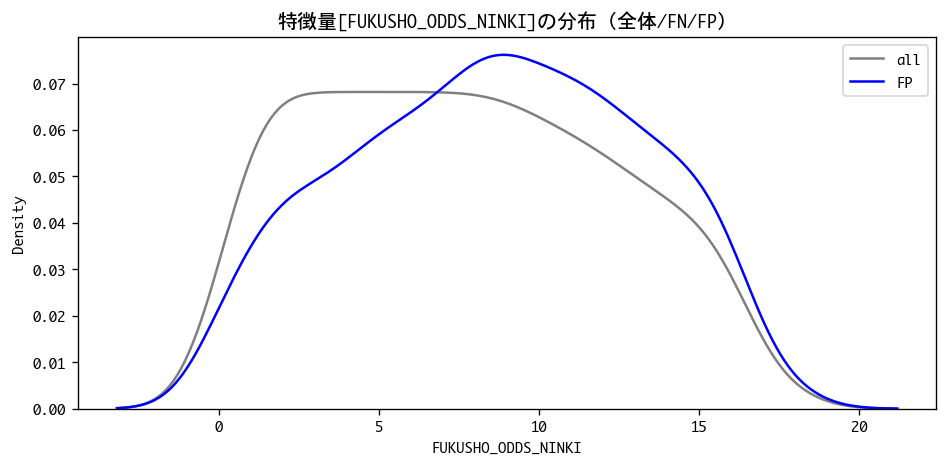 特徴量[FUKUSHO_ODDS_NINKI]の分布 (全体/FN/FP)
all
FP
0.07
0.06
0.05
0.04
0.03
0.02
0.01
0.00
Density
0
5
10
15
20
FUKUSHO_ODDS_NINKI